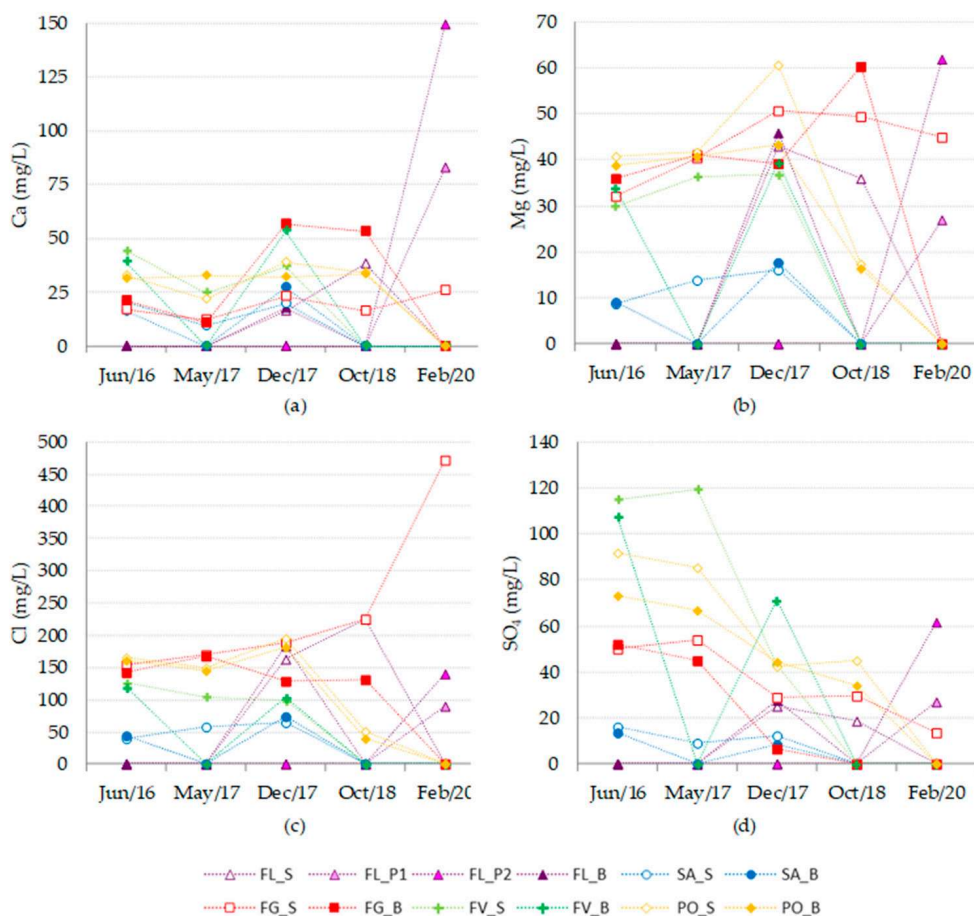 150
125
100
75
50
25
0
Ca (mg/L)
Jun/16 May/17 Dec/17 Oct/18 Feb/20
(a)
70
60
50
40
30
20
10
0
Mg (mg/L)
Jun/16 May/17 Dec/17 Oct/18 Feb/20
(b)
500
450
400
350
300
250
200
150
100
50
0
Cl (mg/L)
Jun/16 May/17 Dec/17 Oct/18 Feb/20
(c)
140
120
100
80
60
40
20
0
SO₄ (mg/L)
Jun/16 May/17 Dec/17 Oct/18 Feb/20
(d)
FL_S FL_P1 FL_P2 FL_B SA_S SA_B
FG_S FG_B FV_S FV_B PO_S PO_B